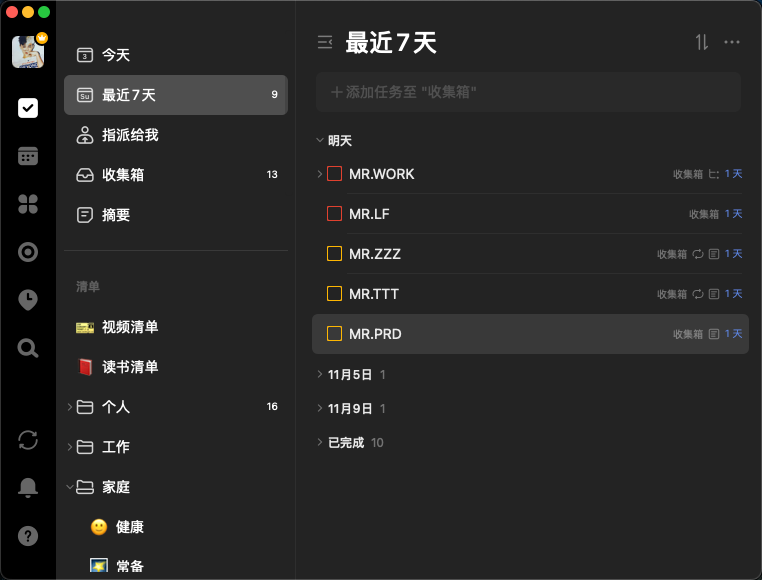 3
今天
Su
最近7天
9
指派给我
收集箱
13
摘要
清单
视频清单
读书清单
个人
16
工作
家庭
健康
常备
最近7天
添加任务至 "收集箱"
明天
MR.WORK
收集箱
1 天
MR.LF
收集箱
1 天
MR.ZZZ
收集箱
1 天
MR.TTT
收集箱
1 天
MR.PRD
收集箱
1 天
11月5日 1
11月9日 1
已完成 10